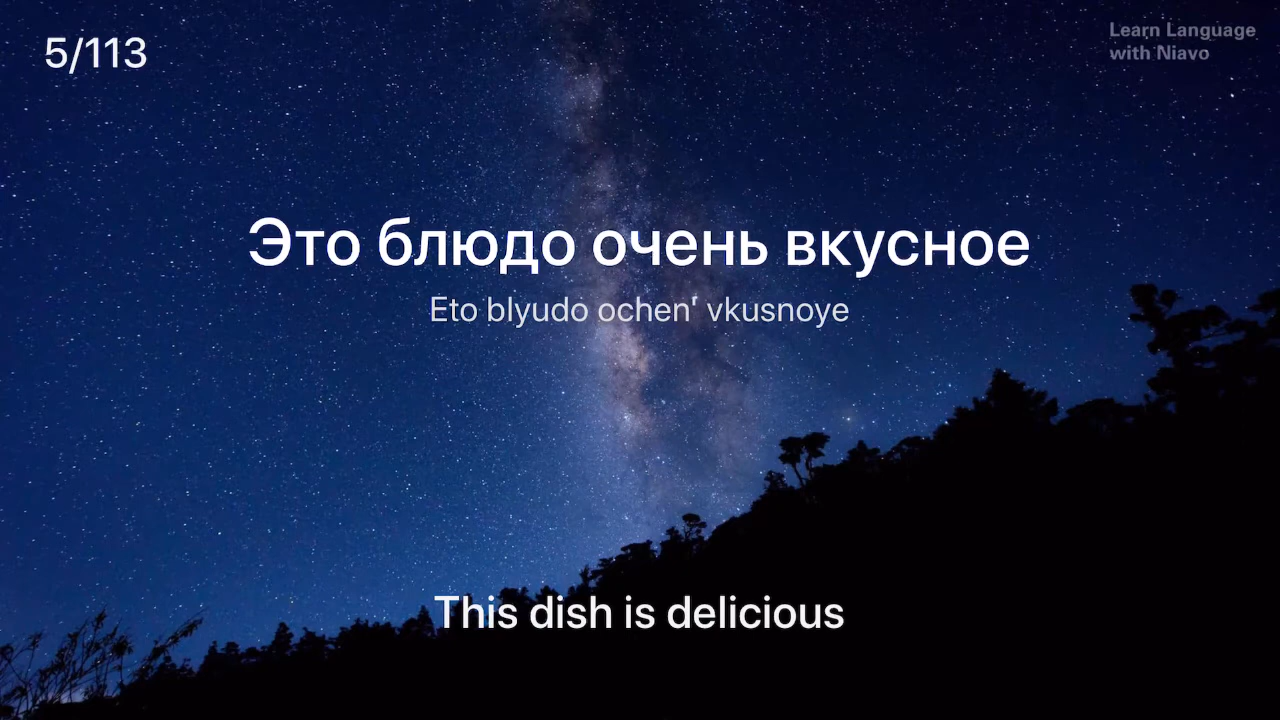 5/113
Learn Language
with Niavo
Это блюдо очень вкусное
Eto blyudo ochen' vkusnoye
This dish is delicious